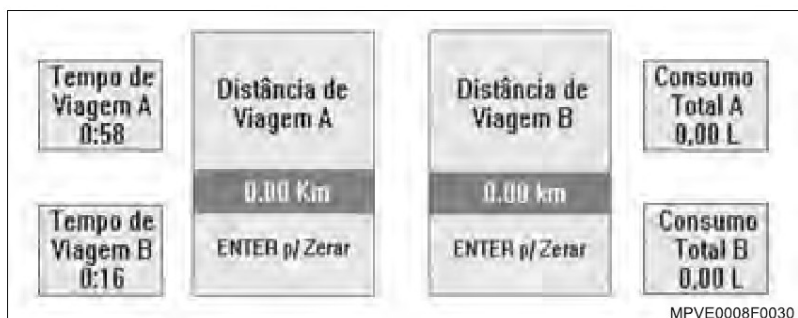 Tempo de
Viagem A
0:58
Tempo de
Viagem B
0:16
Distância de
Viagem A
0.00 Km
ENTER p/ Zerar
Distância de
Viagem B
0.00 km
ENTER p/ Zerar
Consumo
Total A
0,00 L
Consumo
Total B
0,00 L
MPVE0008F0030